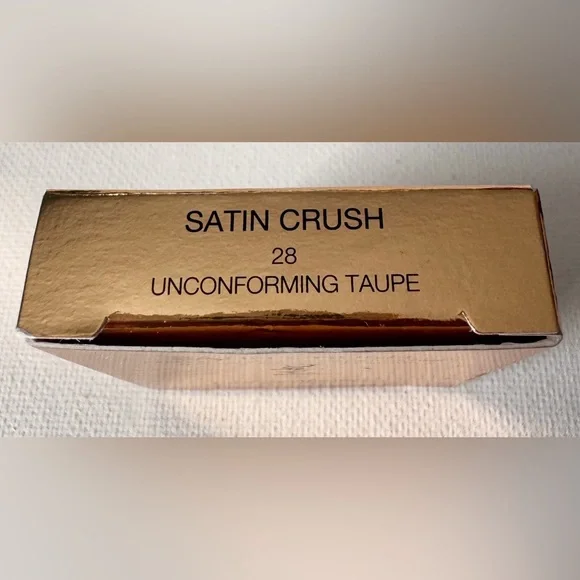 SATIN CRUSH
28
UNCONFORMING TAUPE